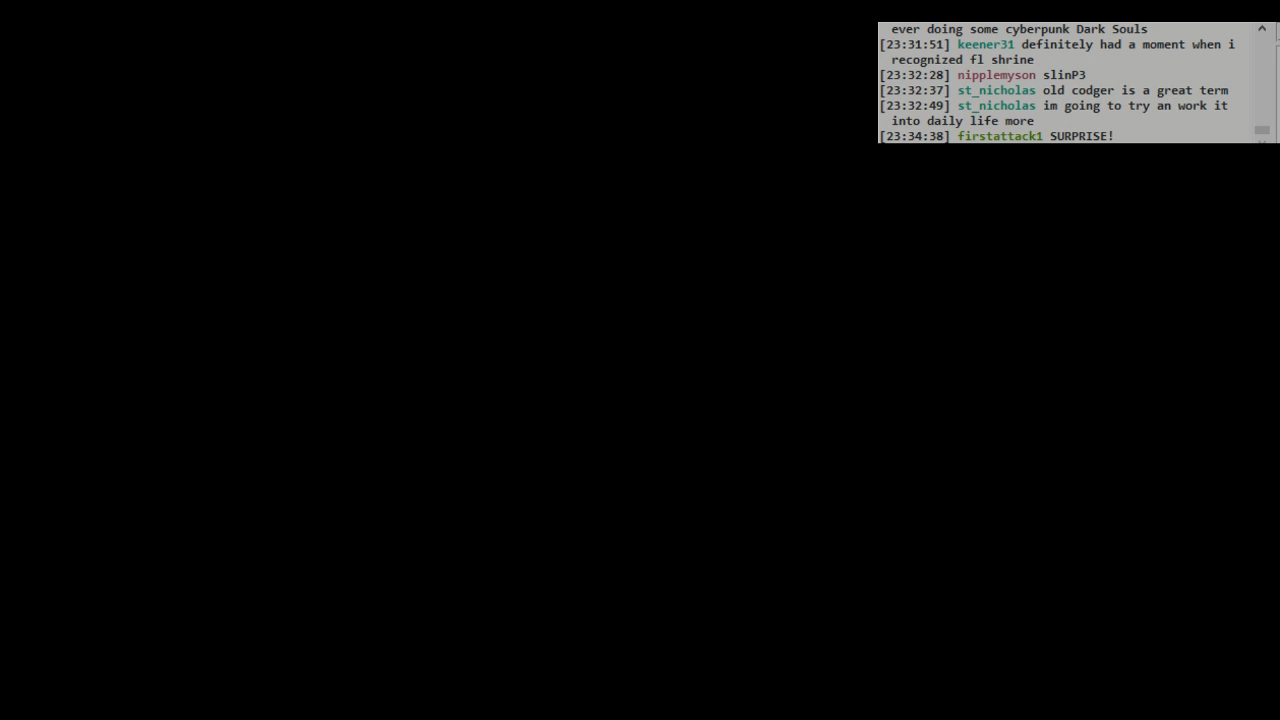 ever doing some cyberpunk Dark Souls
[23:31:51] keener31 definitely had a moment when i
recognized fl shrine
[23:32:28] nipplemyson slinP3
[23:32:37] st_nicholas old codger is a great term
[23:32:49] st_nicholas im going to try an work it
into daily life more
[23:34:38] firstattack1 SURPRISE!